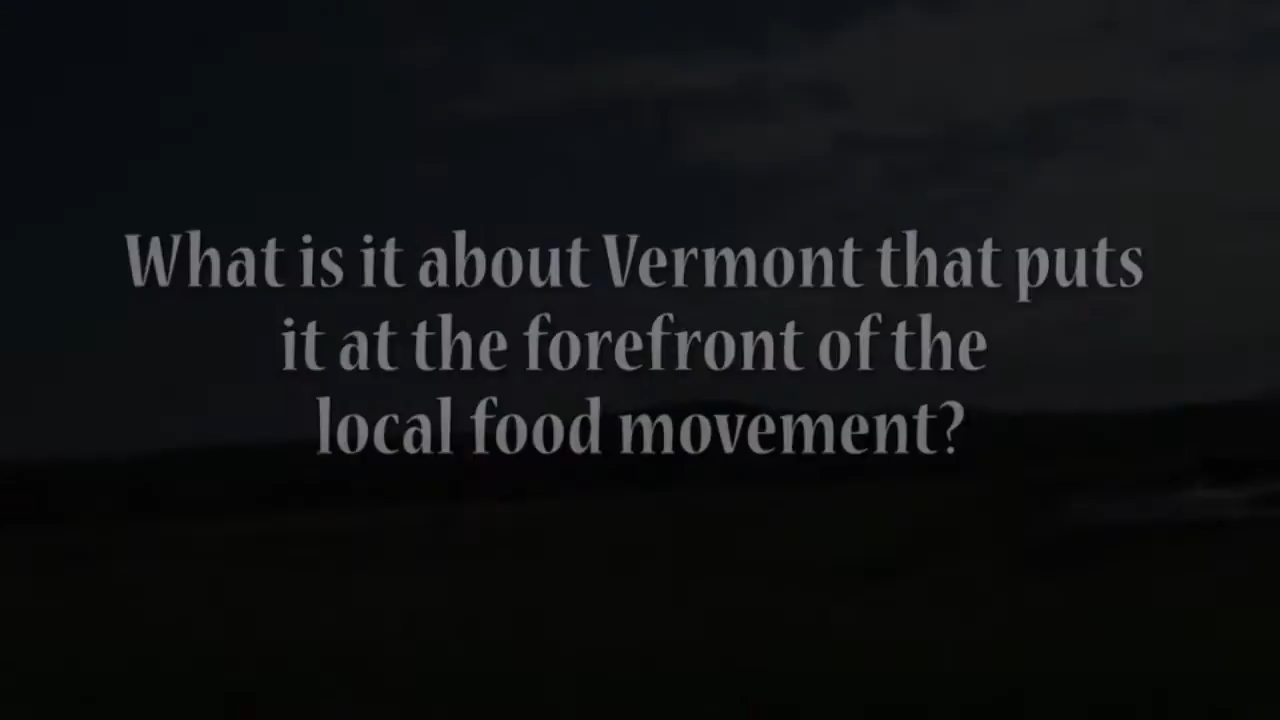 What is it about Vermont that puts
it at the forefront of the
local food movement?